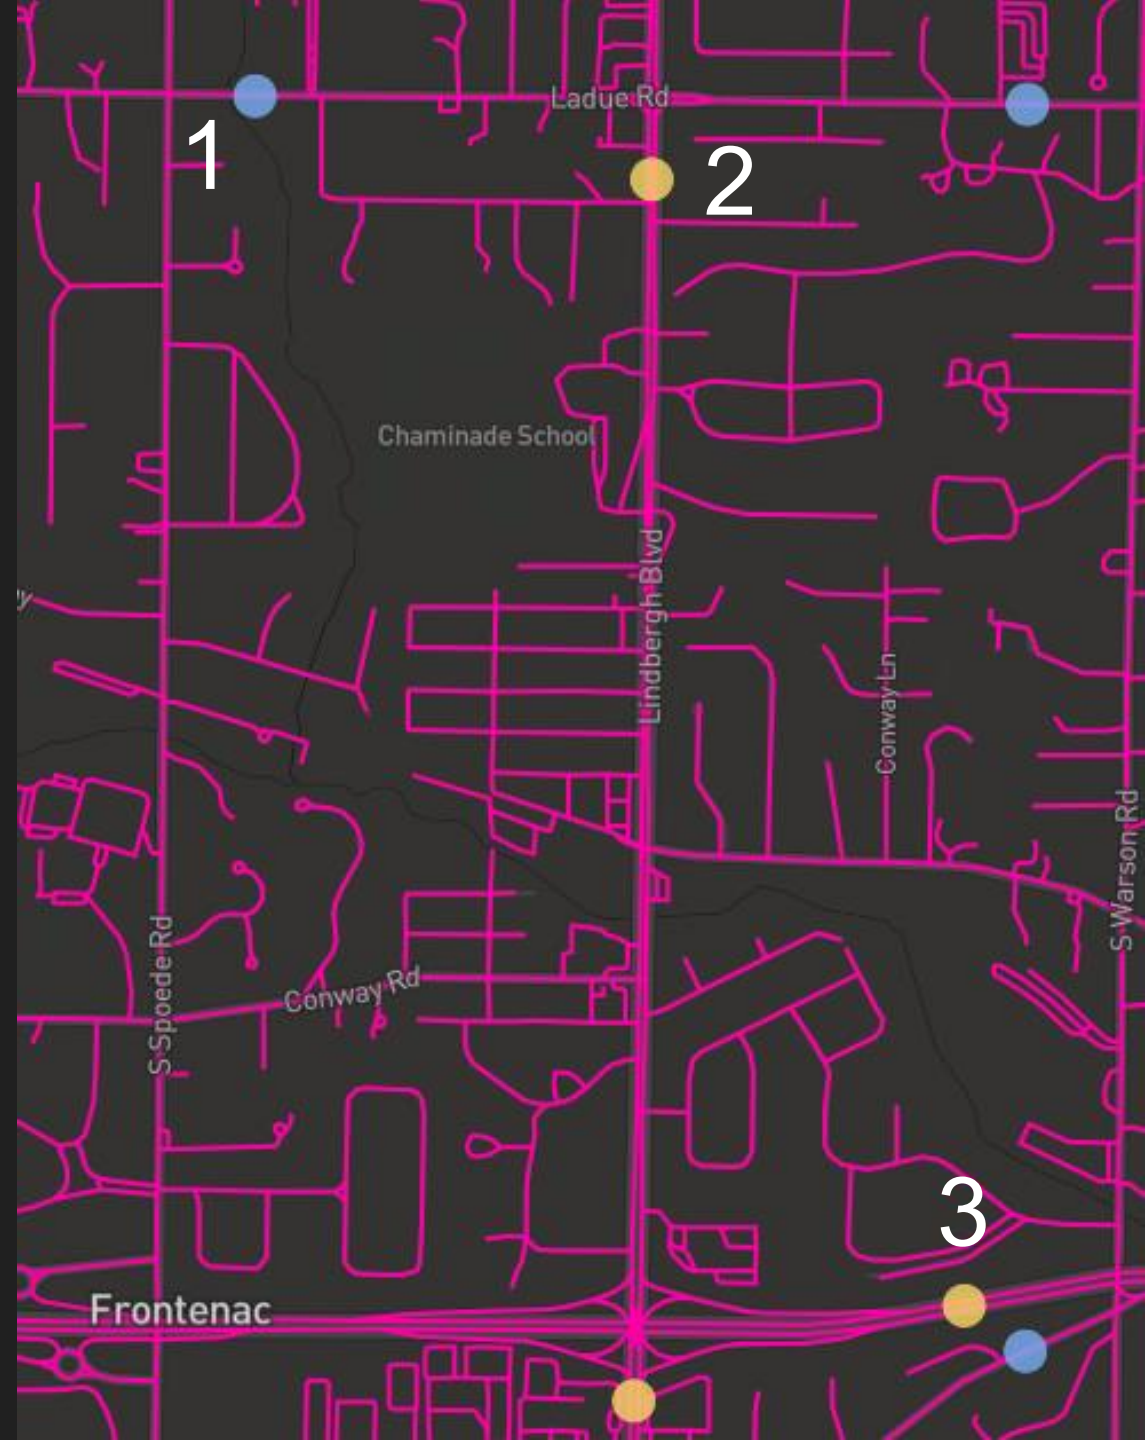 Ladue Rd
1
2
Chaminade School
Lindbergh Blvd
y
Conway Ln
S Warson Rd
S Spoede Rd
Conway Rd
3
Frontenac